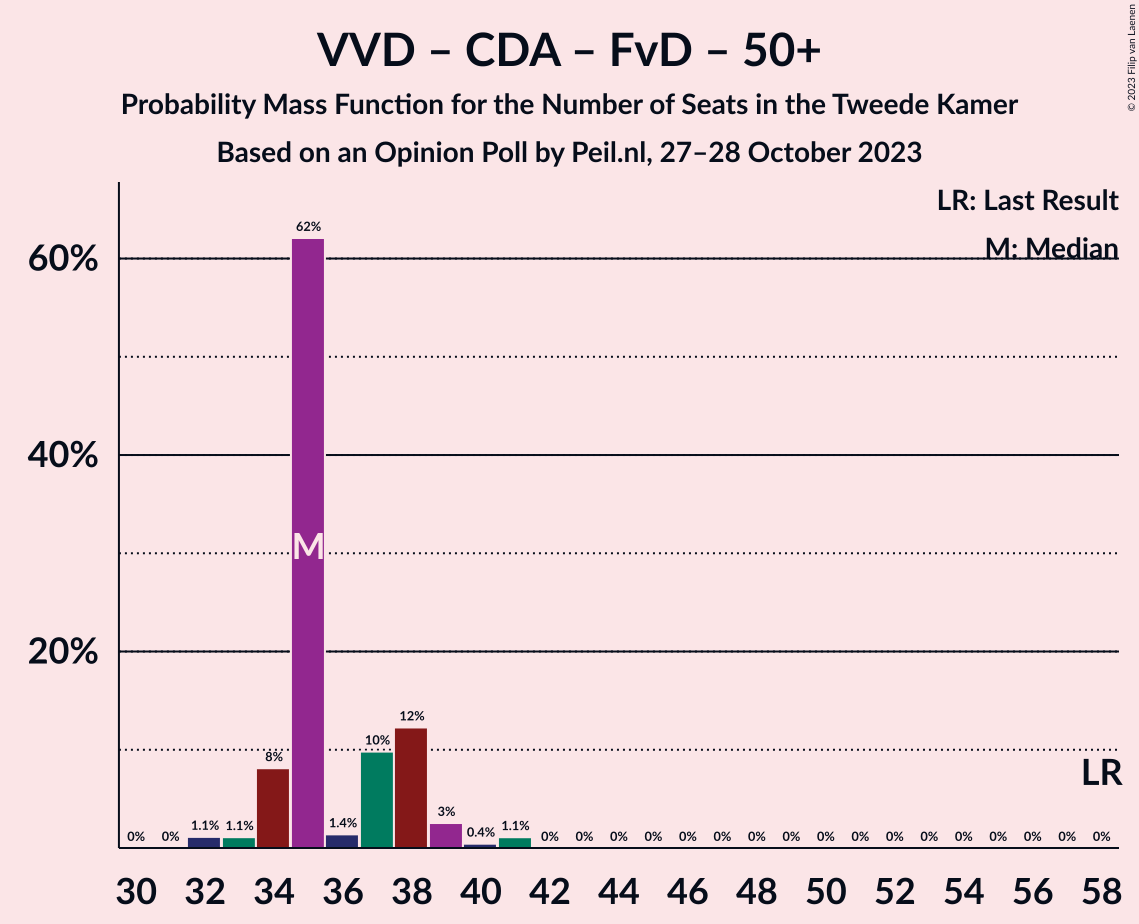 VVD – CDA – FvD – 50+
Probability Mass Function for the Number of Seats in the Tweede Kamer
Based on an Opinion Poll by Peil.nl, 27–28 October 2023
© 2023 Filip van Laenen
LR: Last Result
M: Median
60%
40%
20%
0% 0% 1.1% 1.1% 8% 62% 1.4% 10% 12% 3% 0.4% 1.1% 0% 0% 0% 0% 0% 0% 0% 0% 0% 0% 0% 0% 0% 0% 0% 0% 0%
M
LR
30 32 34 36 38 40 42 44 46 48 50 52 54 56 58